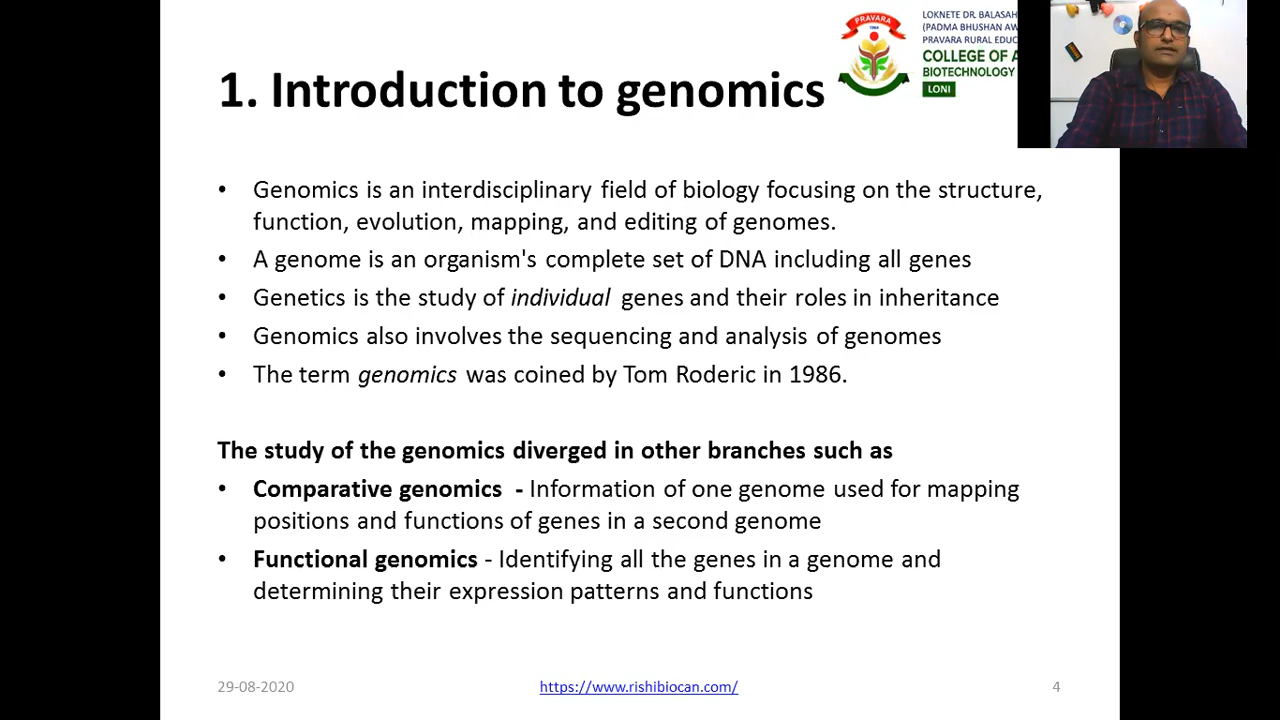 PRAVARA
LOKNETE DR. BALASAH
(PADMA BHUSHAN AW
PRAVARA RURAL EDUC
COLLEGE OF A
BIOTECHNOLOGY
LONI
1. Introduction to genomics
• Genomics is an interdisciplinary field of biology focusing on the structure,
function, evolution, mapping, and editing of genomes.
• A genome is an organism's complete set of DNA including all genes
• Genetics is the study of individual genes and their roles in inheritance
• Genomics also involves the sequencing and analysis of genomes
• The term genomics was coined by Tom Roderic in 1986.
The study of the genomics diverged in other branches such as
• Comparative genomics - Information of one genome used for mapping
positions and functions of genes in a second genome
• Functional genomics - Identifying all the genes in a genome and
determining their expression patterns and functions
29-08-2020
https://www.rishibiocan.com/
4